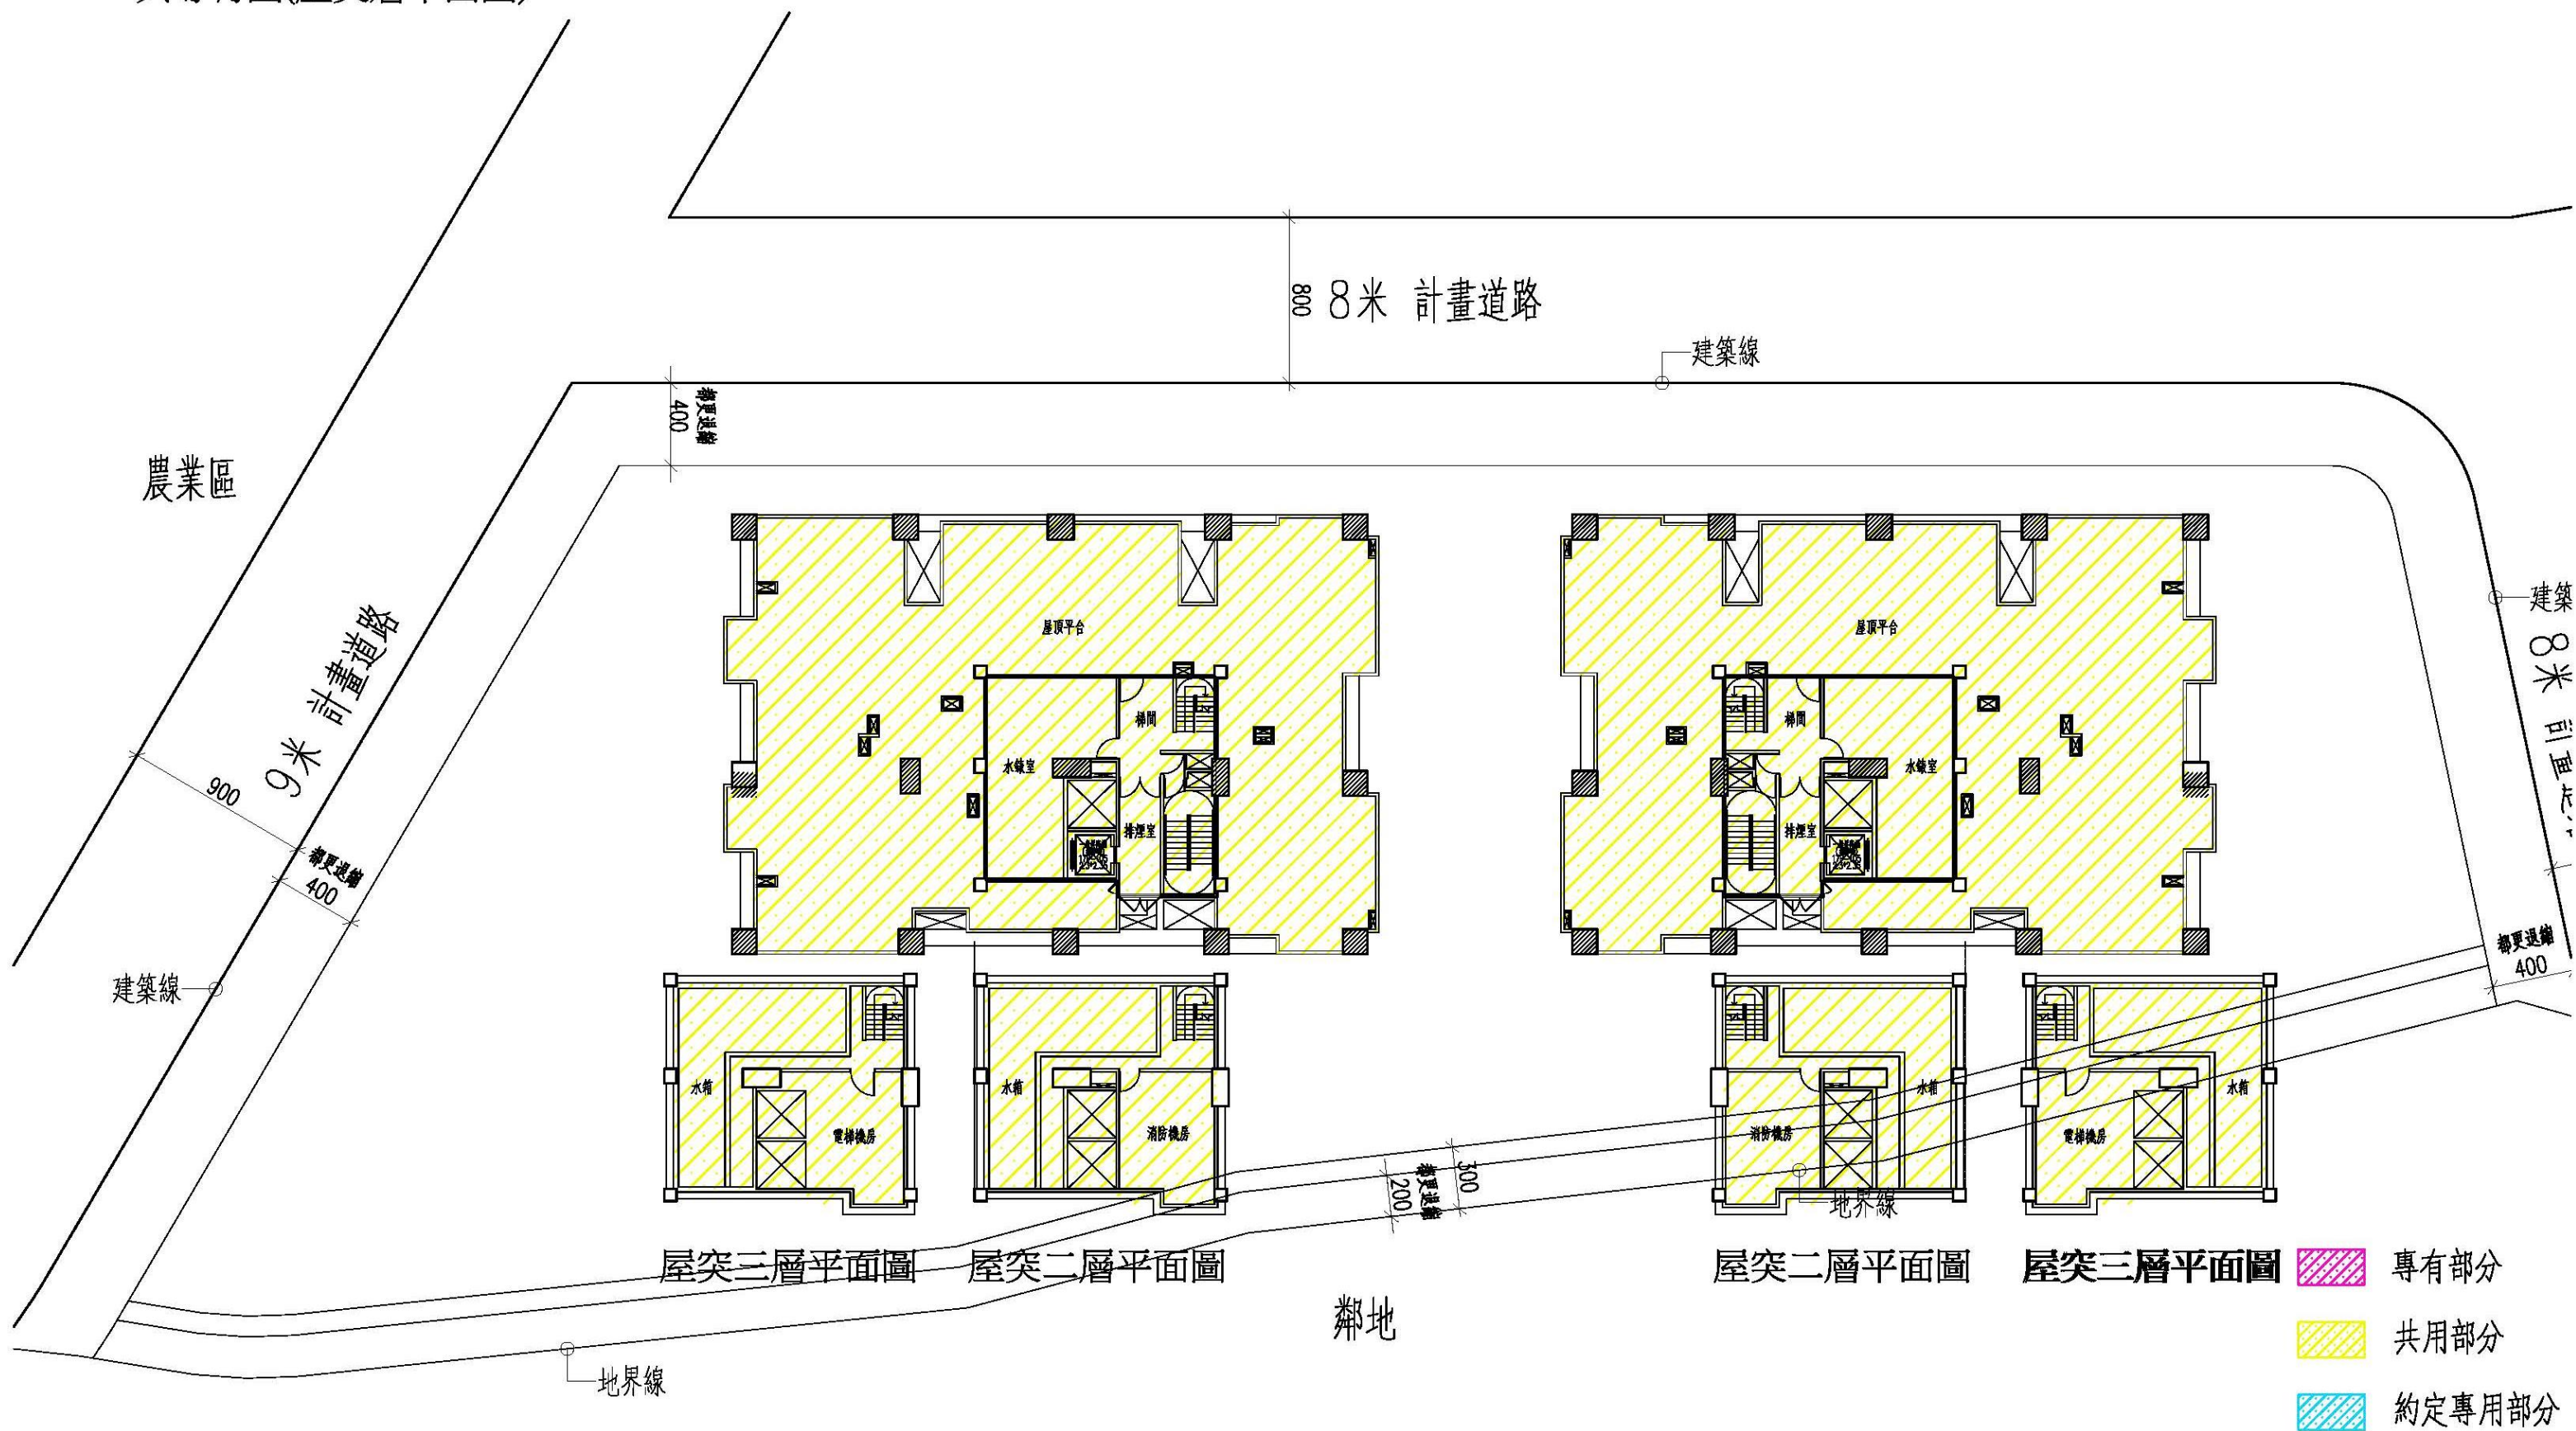 800
8米 計畫道路
建築線
都更退縮
400
農業區
9米 計畫道路
900
都更退縮
400
建築線
屋頂平台
梯間
水錶室
排煙室
屋頂平台
梯間
水錶室
排煙室
建築
8米
都更退縮
400
水箱
電梯機房
水箱
消防機房
消防機房
水箱
電梯機房
水箱
300
都更退縮
200
地界線
屋突三層平面圖
屋突二層平面圖
屋突二層平面圖
屋突三層平面圖
鄰地
地界線
專有部分
共用部分
約定專用部分